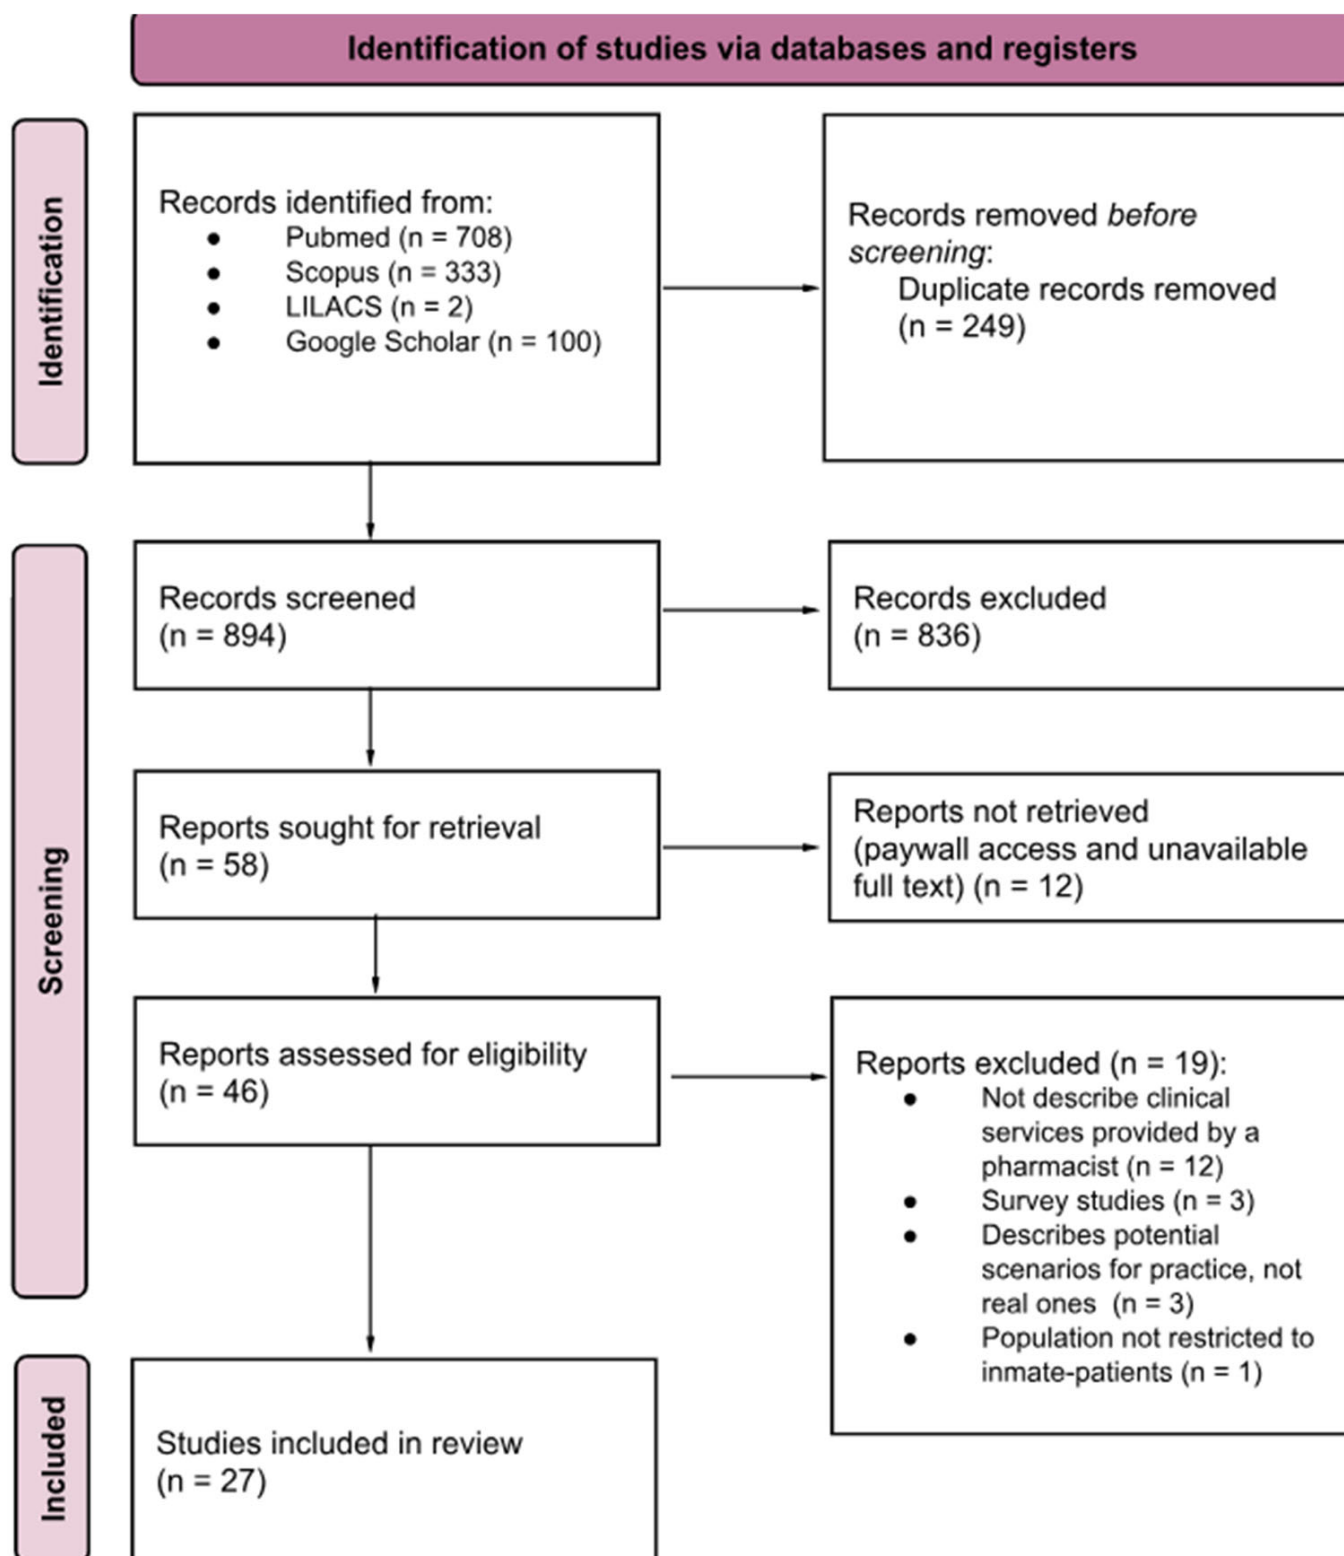 Identification of studies via databases and registers
Identification
Records identified from:
● Pubmed (n = 708)
● Scopus (n = 333)
● LILACS (n = 2)
● Google Scholar (n = 100)
Records removed before
screening:
Duplicate records removed
(n = 249)
Screening
Records screened
(n = 894)
Records excluded
(n = 836)
Reports sought for retrieval
(n = 58)
Reports not retrieved
(paywall access and unavailable
full text) (n = 12)
Reports assessed for eligibility
(n = 46)
Reports excluded (n = 19):
● Not describe clinical
services provided by a
pharmacist (n = 12)
● Survey studies (n = 3)
● Describes potential
scenarios for practice, not
real ones (n = 3)
● Population not restricted to
inmate-patients (n = 1)
Included
Studies included in review
(n = 27)